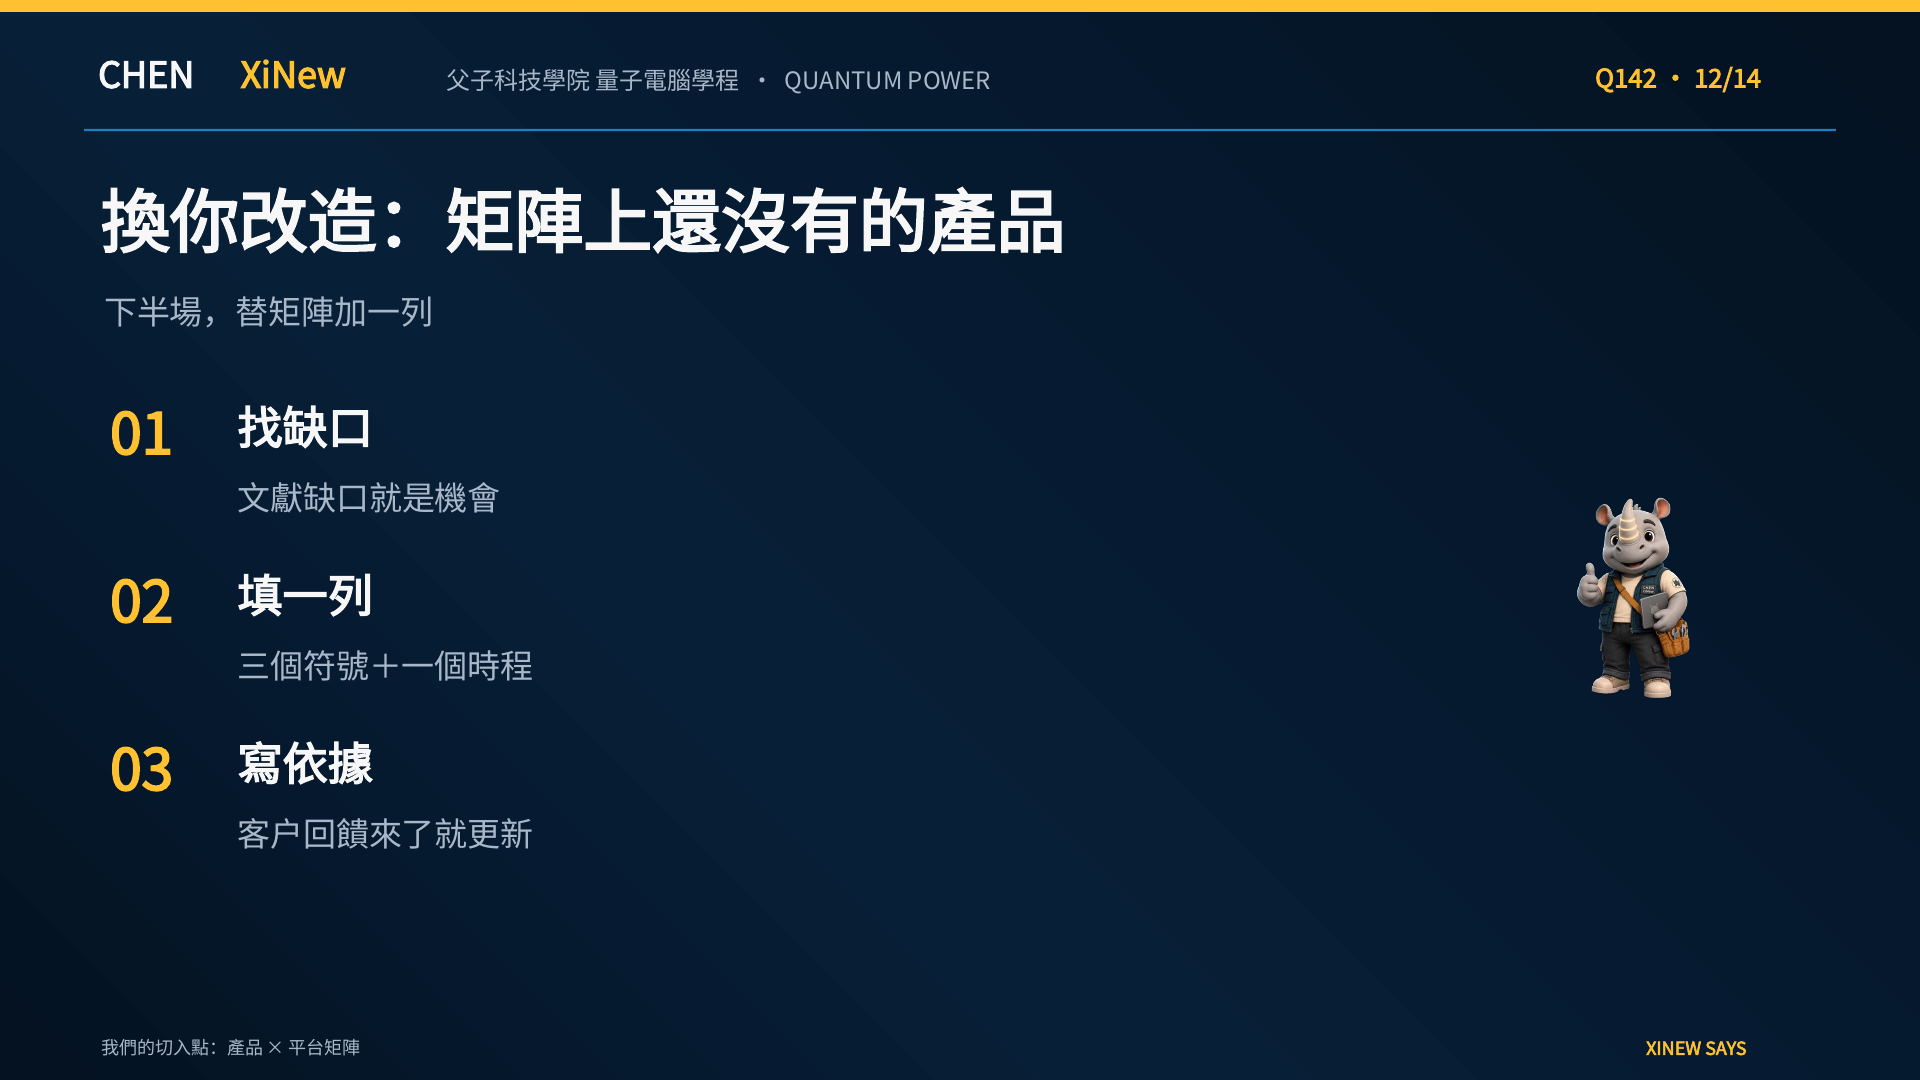 CHEN XiNew 父子科技學院 量子電腦學程 · QUANTUM POWER Q142 · 12/14
換你改造：矩陣上還沒有的產品
下半場，替矩陣加一列
01 找缺口
文獻缺口就是機會
02 填一列
三個符號＋一個時程
03 寫依據
客户回饋來了就更新
我們的切入點：產品 × 平台矩陣
XINEW SAYS